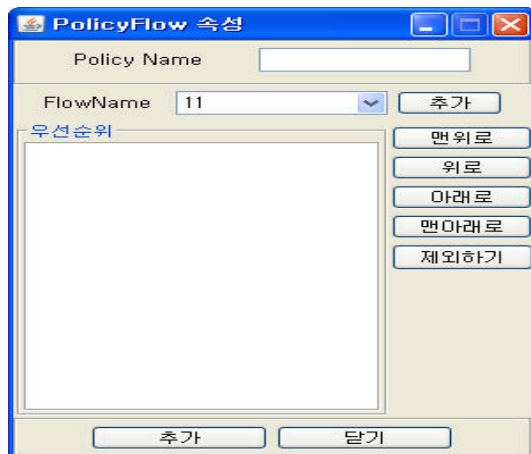 PolicyFlow 속성
Policy Name
FlowName 11 추가
우선순위
맨위로
위로
아래로
맨아래로
제외하기
추가 닫기